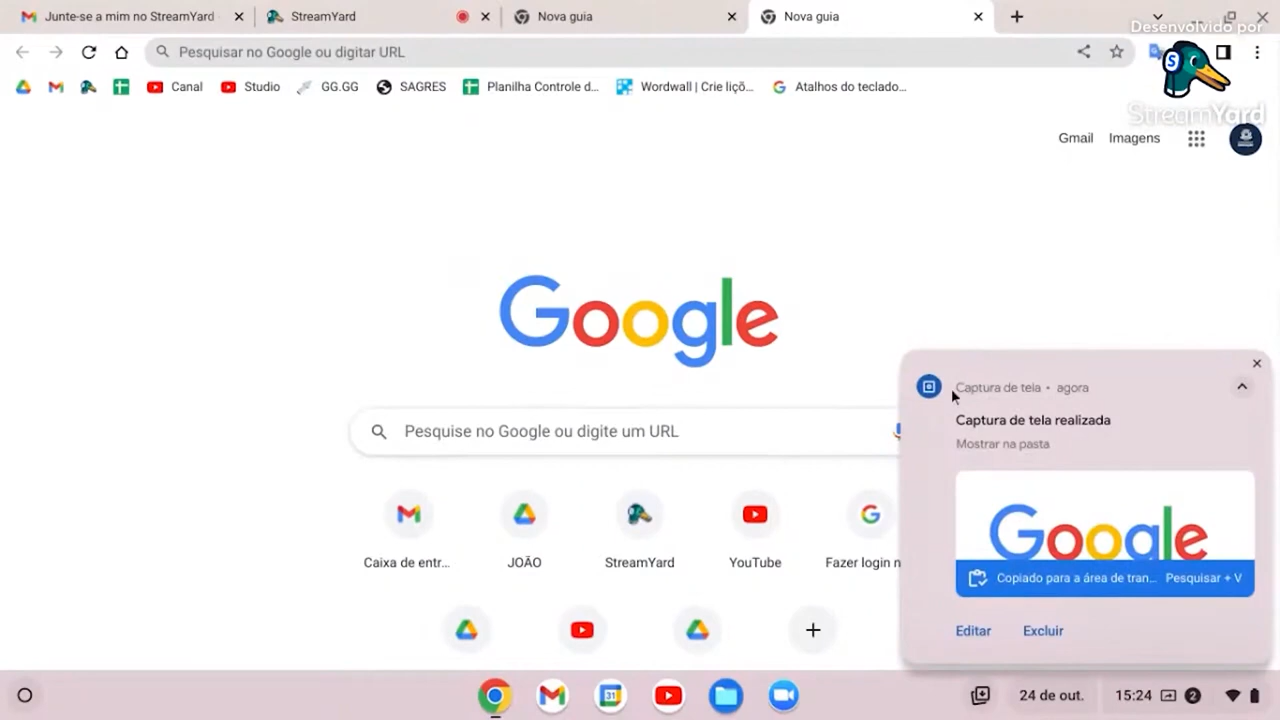 Junte-se a mim no StreamYard
StreamYard
Nova guia
Nova guia
Desenvolvido por
StreamYard
Pesquisar no Google ou digitar URL
Canal
Studio
GG.GG
SAGRES
Planilha Controle d...
Wordwall | Crie liçõ...
Atalhos do teclado...
Gmail
Imagens
Google
Pesquise no Google ou digite um URL
Caixa de entr...
JOÃO
StreamYard
YouTube
Fazer login n
Captura de tela • agora
Captura de tela realizada
Mostrar na pasta
Google
Copiado para a área de tran... Pesquisar + V
Editar
Excluir
31
24 de out.
15:24
2